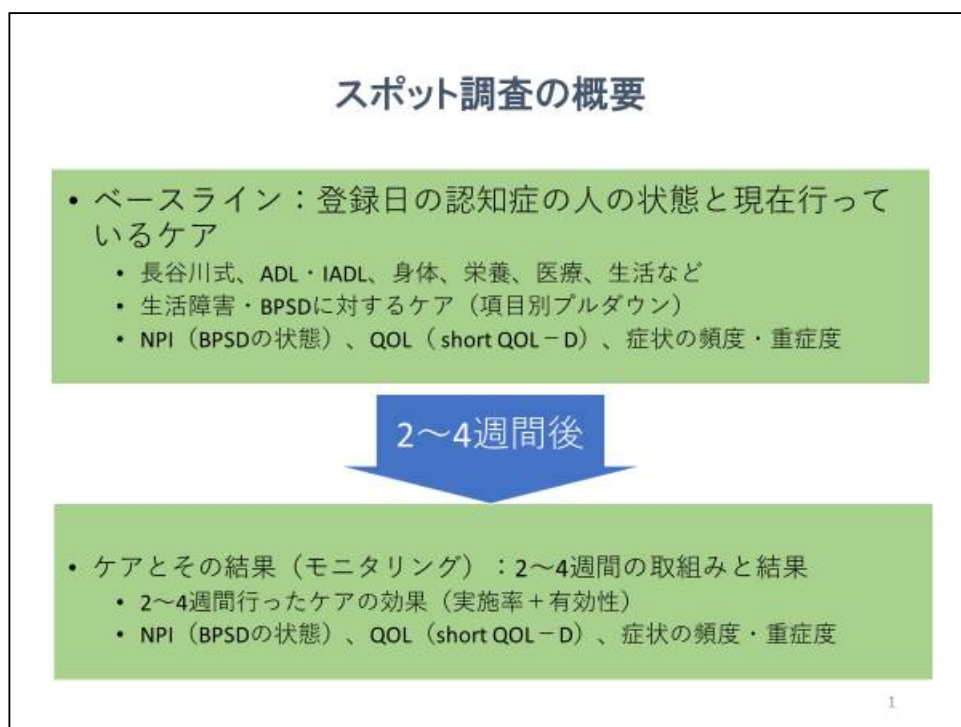 スポット調査の概要
• ベースライン：登録日の認知症の人の状態と現在行って
いるケア
• 長谷川式、ADL・IADL、身体、栄養、医療、生活など
• 生活障害・BPSDに対するケア（項目別プルダウン）
• NPI（BPSDの状態）、QOL（short QOL－D）、症状の頻度・重症度
2～4週間後
• ケアとその結果（モニタリング）：2～4週間の取組みと結果
• 2～4週間行ったケアの効果（実施率＋有効性）
• NPI（BPSDの状態）、QOL（short QOL－D）、症状の頻度・重症度
1